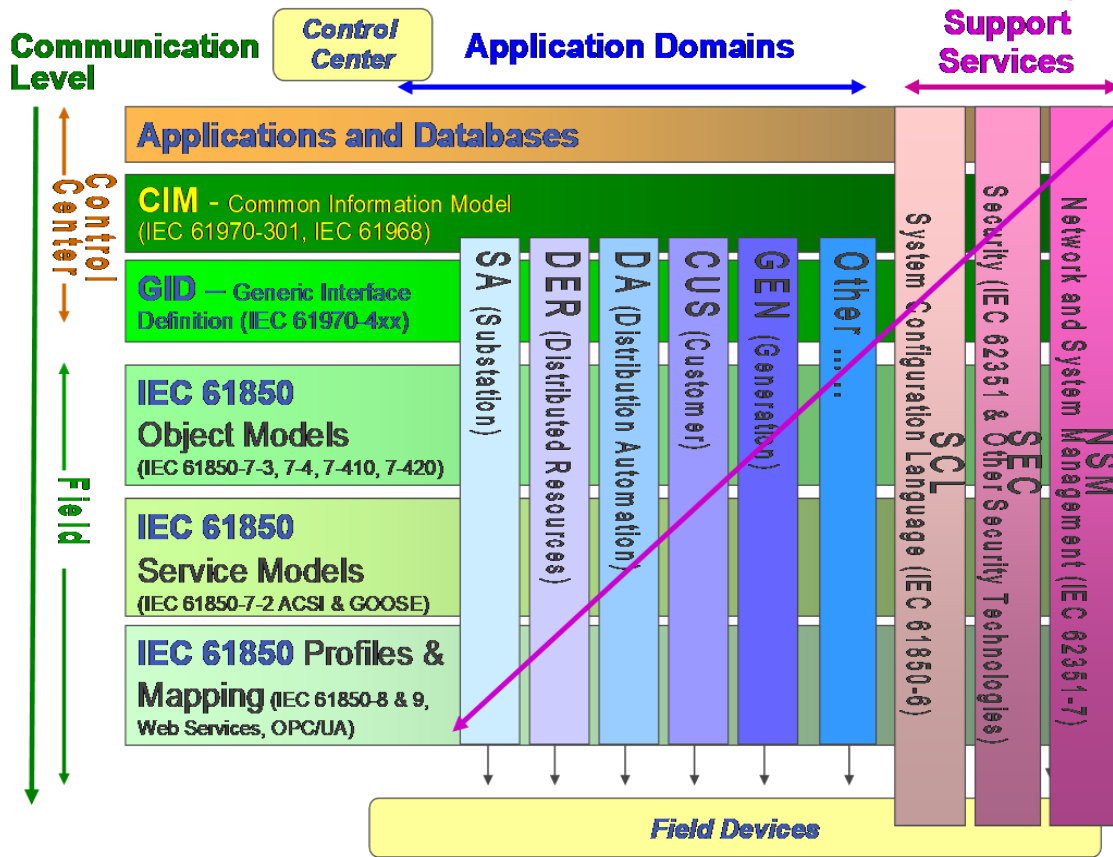 Communication
Level
Control
Center
Application Domains
Support
Services
Control
Center
Field
Applications and Databases
CIM - Common Information Model
(IEC 61970-301, IEC 61968)
GID – Generic Interface
Definition (IEC 61970-4xx)
IEC 61850
Object Models
(IEC 61850-7-3, 7-4, 7-410, 7-420)
IEC 61850
Service Models
(IEC 61850-7-2 ACSI & GOOSE)
IEC 61850 Profiles &
Mapping (IEC 61850-8 & 9,
Web Services, OPC/UA)
SA (Substation)
DER (Distributed Resources)
DA (Distribution Automation)
CUS (Customer)
GEN (Generation)
Other .....
SCL
System Configuration Language (IEC 61850-6)
SEC
Security (IEC 62351 & Other Security Technologies)
NSM
Network and System Management (IEC 62351-7)
Field Devices